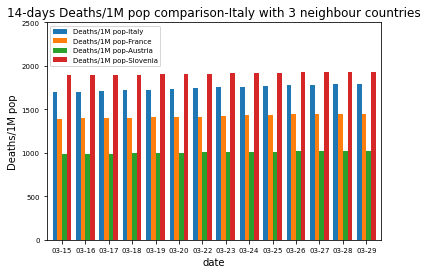 14-days Deaths/1M pop comparison-Italy with 3 neighbour countries
Deaths/1M pop
2500
2000
1500
1000
500
0
Deaths/1M pop-Italy
Deaths/1M pop-France
Deaths/1M pop-Austria
Deaths/1M pop-Slovenia
03-15 03-16 03-17 03-18 03-19 03-20 03-22 03-23 03-24 03-25 03-26 03-27 03-28 03-29
date